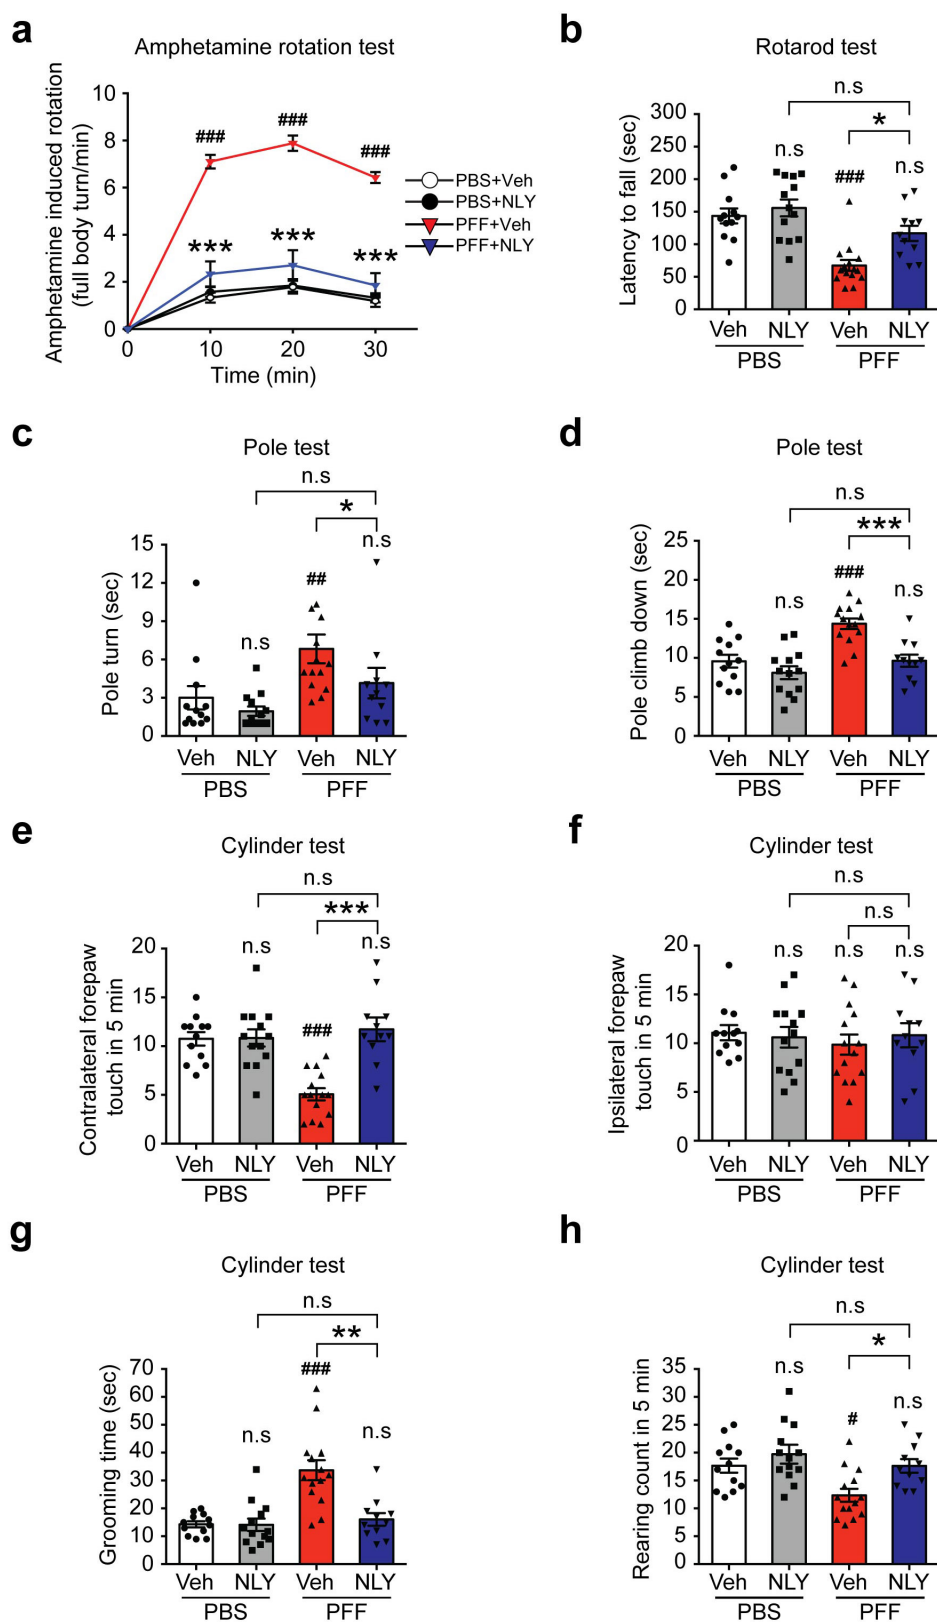 a
Amphetamine rotation test
Amphetamine induced rotation
(full body turn/min)
10
8
6
4
2
0
###
###
###
***
***
***
0
10
20
30
Time (min)
PBS+Veh
PBS+NLY
PFF+Veh
PFF+NLY
b
Rotarod test
n.s
*
n.s
###
n.s
Latency to fall (sec)
300
250
200
150
100
50
0
Veh NLY Veh NLY
PBS PFF
c
Pole test
n.s
*
n.s
##
n.s
Pole turn (sec)
15
12
9
6
3
0
Veh NLY Veh NLY
PBS PFF
d
Pole test
n.s
***
###
n.s
n.s
Pole climb down (sec)
25
20
15
10
5
0
Veh NLY Veh NLY
PBS PFF
e
Cylinder test
n.s
***
n.s
n.s
###
Contralateral forepaw
touch in 5 min
20
15
10
5
0
Veh NLY Veh NLY
PBS PFF
f
Cylinder test
n.s
n.s
n.s
n.s
n.s
Ipsilateral forepaw
touch in 5 min
20
15
10
5
0
Veh NLY Veh NLY
PBS PFF
g
Cylinder test
n.s
**
###
n.s
n.s
Grooming time (sec)
70
60
50
40
30
20
10
0
Veh NLY Veh NLY
PBS PFF
h
Cylinder test
n.s
*
n.s
#
n.s
Rearing count in 5 min
35
30
25
20
15
10
5
0
Veh NLY Veh NLY
PBS PFF